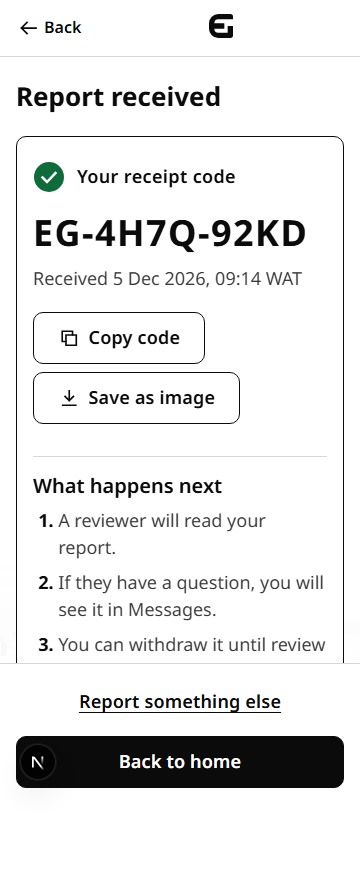 Back
Report received
Your receipt code
EG-4H7Q-92KD
Received 5 Dec 2026, 09:14 WAT
Copy code
Save as image
What happens next
1. A reviewer will read your
report.
2. If they have a question, you will
see it in Messages.
3. You can withdraw it until review
Report something else
N
Back to home